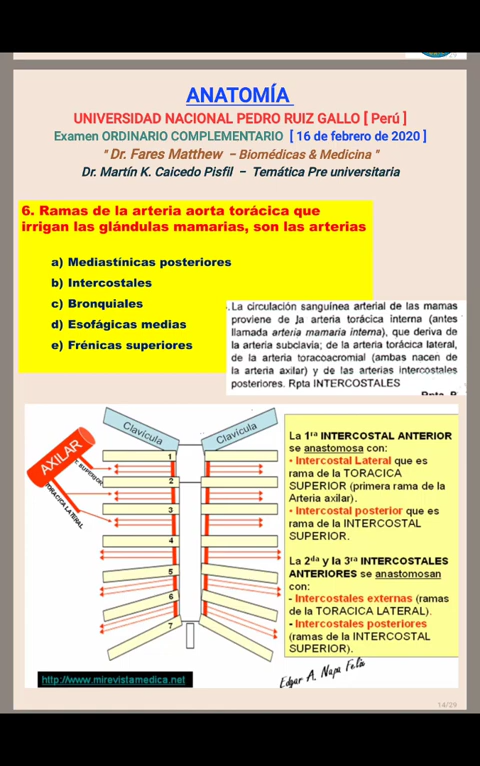 29
ANATOMÍA
UNIVERSIDAD NACIONAL PEDRO RUIZ GALLO [ Perú ]
Examen ORDINARIO COMPLEMENTARIO [ 16 de febrero de 2020 ]
" Dr. Fares Matthew – Biomédicas & Medicina "
Dr. Martín K. Caicedo Pisfil – Temática Pre universitaria
6. Ramas de la arteria aorta torácica que
irrigan las glándulas mamarias, son las arterias
a) Mediastínicas posteriores
b) Intercostales
c) Bronquiales
d) Esofágicas medias
e) Frénicas superiores
.La circulación sanguínea arterial de las mamas
proviene de la arteria torácica interna (antes
llamada arteria mamaria interna), que deriva de
la arteria subclavia; de la arteria torácica lateral,
de la arteria toracoacromial (ambas nacen de
la arteria axilar) y de las arterias intercostales
posteriores. Rpta INTERCOSTALES
Clavícula
Clavícula
AXILAR
SUPERIOR
TORACICA LATERAL
1
2
3
4
5
6
7
La 1ra INTERCOSTAL ANTERIOR
se anastomosa con:
• Intercostal Lateral que es
rama de la TORACICA
SUPERIOR (primera rama de la
Arteria axilar).
• Intercostal posterior que es
rama de la INTERCOSTAL
SUPERIOR.
La 2da y la 3ra INTERCOSTALES
ANTERIORES se anastomosan
con:
- Intercostales externas (ramas
de la TORACICA LATERAL).
- Intercostales posteriores
(ramas de la INTERCOSTAL
SUPERIOR).
http://www.mirevistamedica.net
Edgar A. Napa Felix
14/29